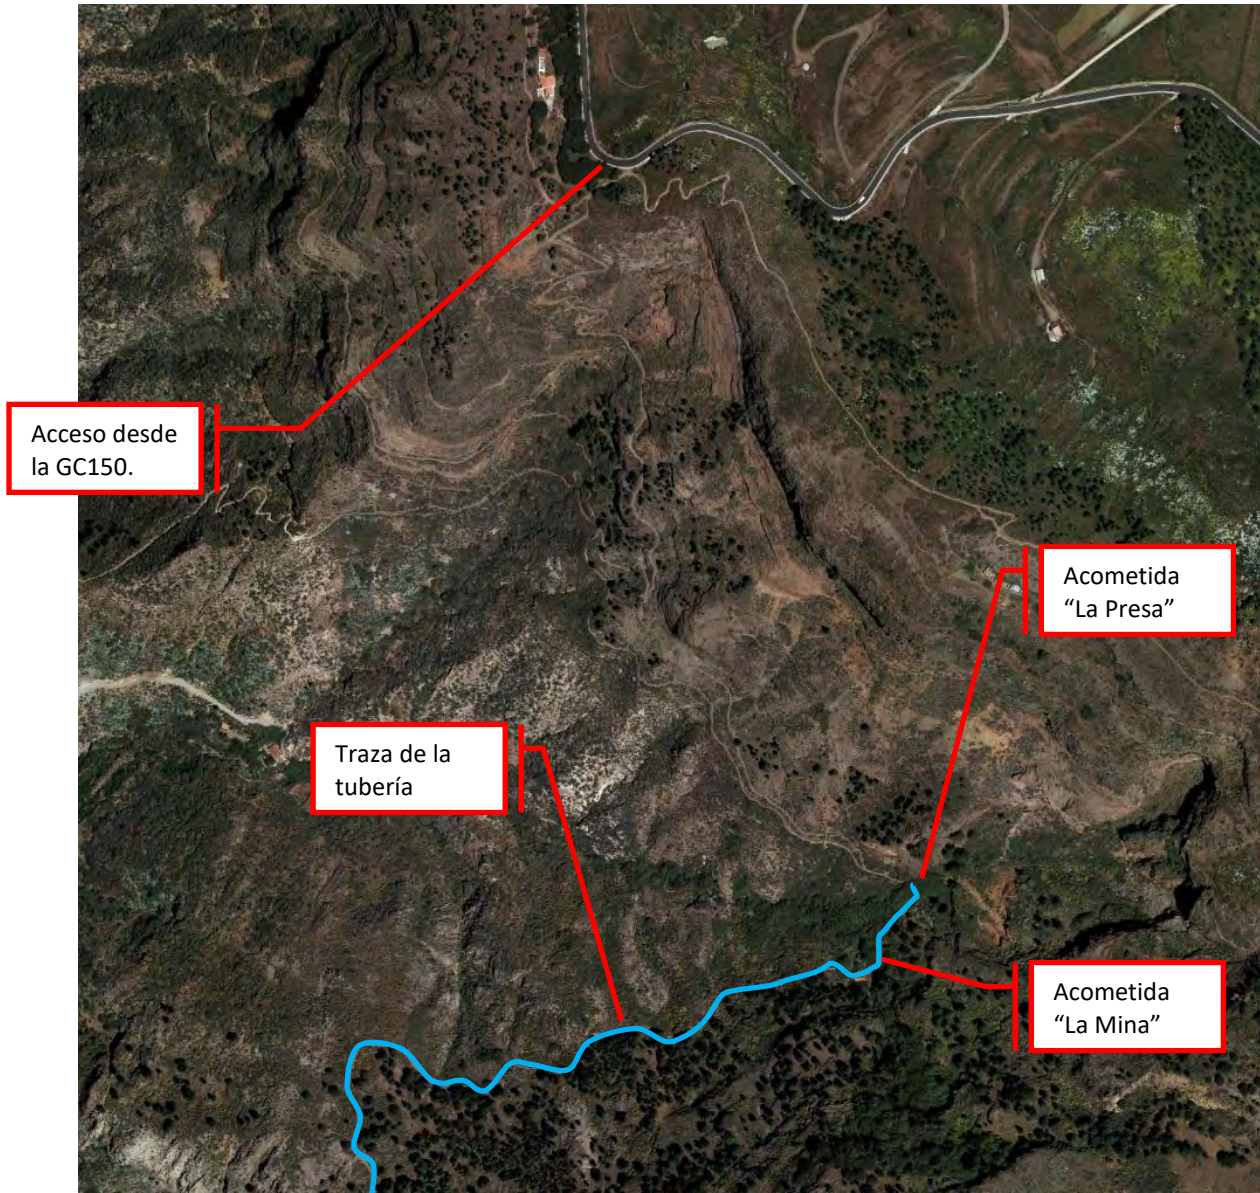 Acceso desde
la GC150.
Acometida
“La Presa”
Traza de la
tubería
Acometida
“La Mina”